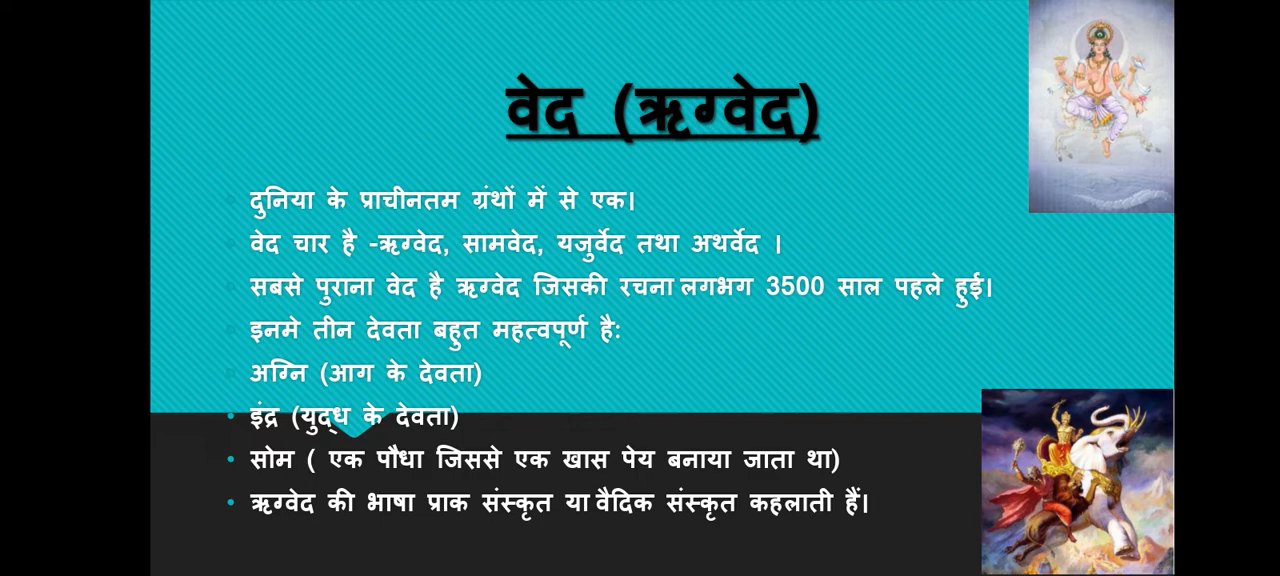 वेद (ऋग्वेद)
दुनिया के प्राचीनतम ग्रंथों में से एक।
वेद चार है -ऋग्वेद, सामवेद, यजुर्वेद तथा अथर्वेद ।
सबसे पुराना वेद है ऋग्वेद जिसकी रचना लगभग 3500 साल पहले हुई।
इनमे तीन देवता बहुत महत्वपूर्ण है:
अग्नि (आग के देवता)
इंद्र (युद्ध के देवता)
सोम ( एक पौधा जिससे एक खास पेय बनाया जाता था)
ऋग्वेद की भाषा प्राक संस्कृत या वैदिक संस्कृत कहलाती हैं।